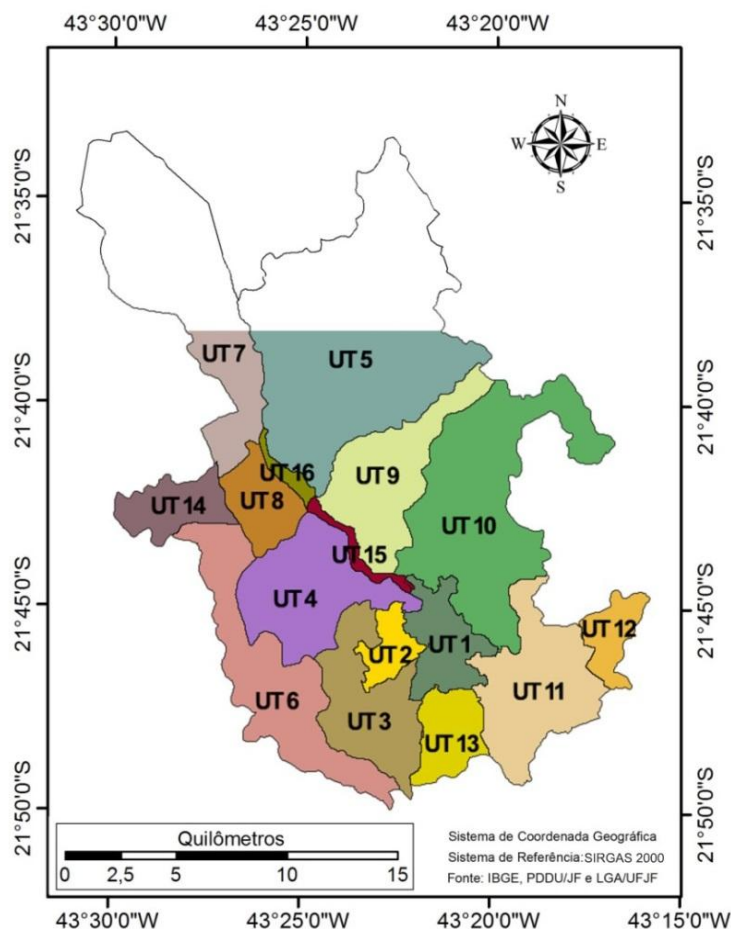 43°30'0"W 43°25'0"W 43°20'0"W 43°15'0"W
N
W E
S
21°35'0"S 21°35'0"S
UT 7
UT 5
21°40'0"S 21°40'0"S
UT 16
UT 9
UT 8
UT 14
UT 10
UT 15
UT 4
21°45'0"S 21°45'0"S
UT 12
UT 1
UT 2
UT 11
UT 6
UT 3
UT 13
21°50'0"S 21°50'0"S
Quilômetros
0 2,5 5 10 15
Sistema de Coordenada Geográfica
Sistema de Referência:SIRGAS 2000
Fonte: IBGE, PDDU/JF e LGA/UFJF
43°30'0"W 43°25'0"W 43°20'0"W 43°15'0"W